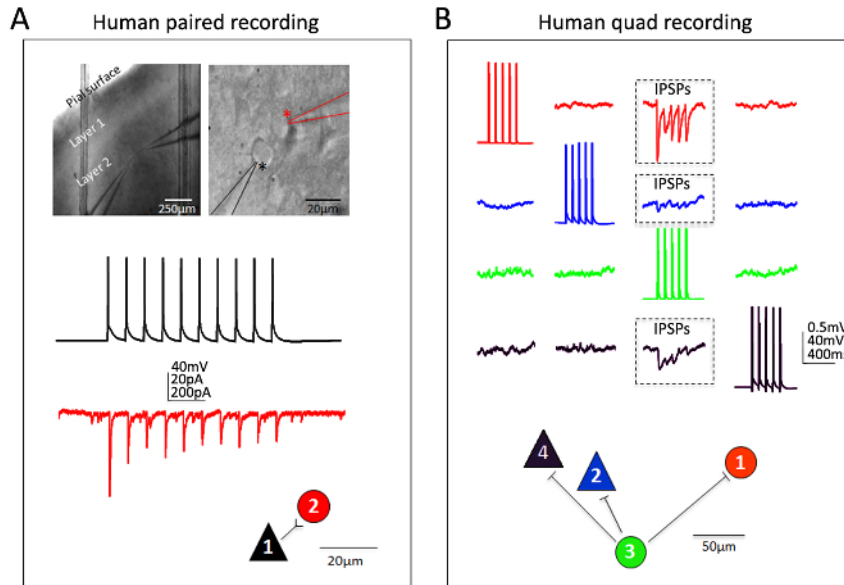 A
Human paired recording
Pial surface
Layer 1
Layer 2
250μm
*
*
20μm
40mV
20pA
200pA
2
1
20μm
B
Human quad recording
IPSPs
IPSPs
IPSPs
0.5mV
40mV
400ms
4
2
1
3
50μm